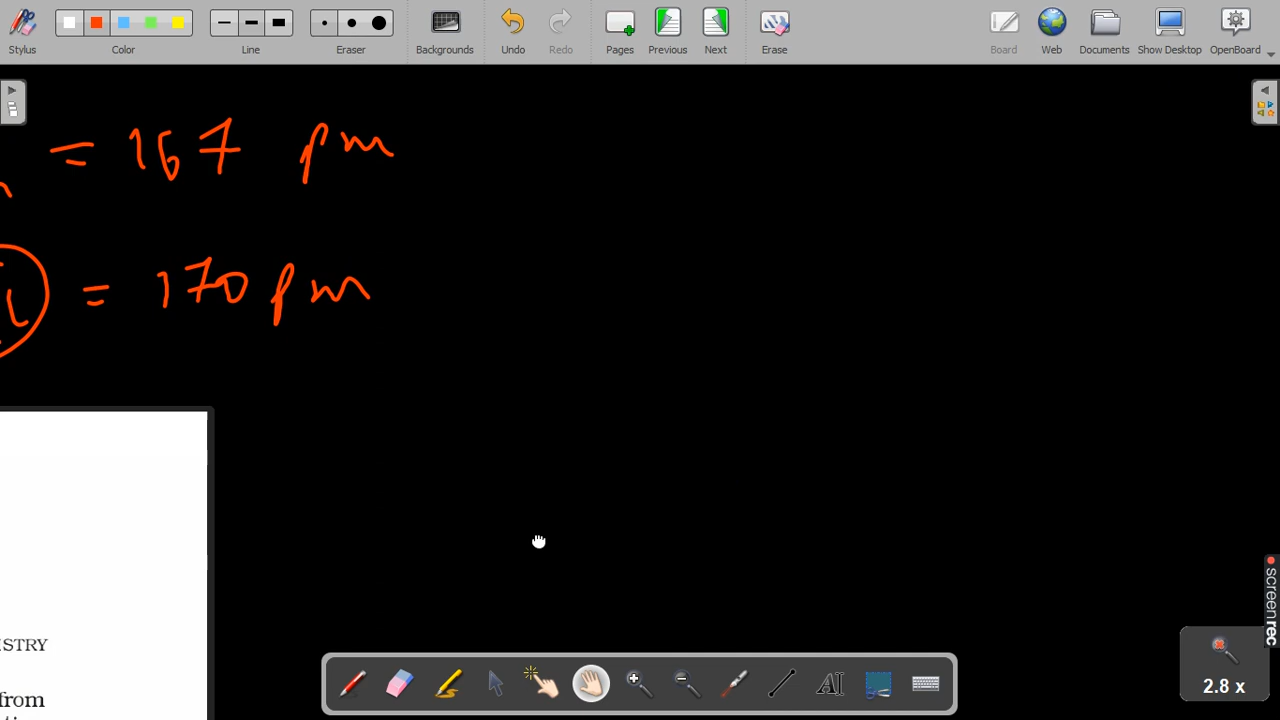 Stylus Color Line Eraser Backgrounds Undo Redo Pages Previous Next Erase Board Web Documents Show Desktop OpenBoard
= 167 pm
= 170 pm
ISTRY
from
screenrec
2.8 x